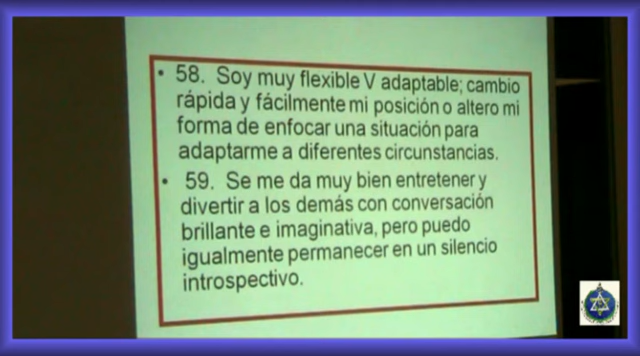 • 58. Soy muy flexible V adaptable; cambio
rápida y fácilmente mi posición o altero mi
forma de enfocar una situación para
adaptarme a diferentes circunstancias.
• 59. Se me da muy bien entretener y
divertir a los demás con conversación
brillante e imaginativa, pero puedo
igualmente permanecer en un silencio
introspectivo.